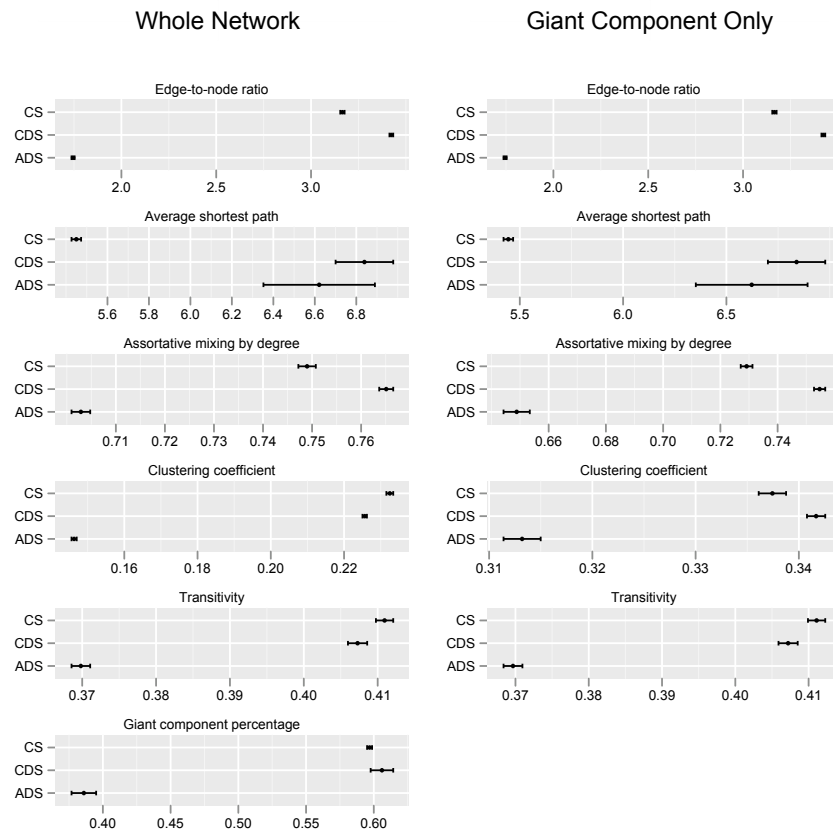 Whole Network
Giant Component Only
Edge-to-node ratio
CS
CDS
ADS
2.0 2.5 3.0
Edge-to-node ratio
CS
CDS
ADS
2.0 2.5 3.0
Average shortest path
CS
CDS
ADS
5.6 5.8 6.0 6.2 6.4 6.6 6.8
Average shortest path
CS
CDS
ADS
5.5 6.0 6.5
Assortative mixing by degree
CS
CDS
ADS
0.71 0.72 0.73 0.74 0.75 0.76
Assortative mixing by degree
CS
CDS
ADS
0.66 0.68 0.70 0.72 0.74
Clustering coefficient
CS
CDS
ADS
0.16 0.18 0.20 0.22
Clustering coefficient
CS
CDS
ADS
0.31 0.32 0.33 0.34
Transitivity
CS
CDS
ADS
0.37 0.38 0.39 0.40 0.41
Transitivity
CS
CDS
ADS
0.37 0.38 0.39 0.40 0.41
Giant component percentage
CS
CDS
ADS
0.40 0.45 0.50 0.55 0.60